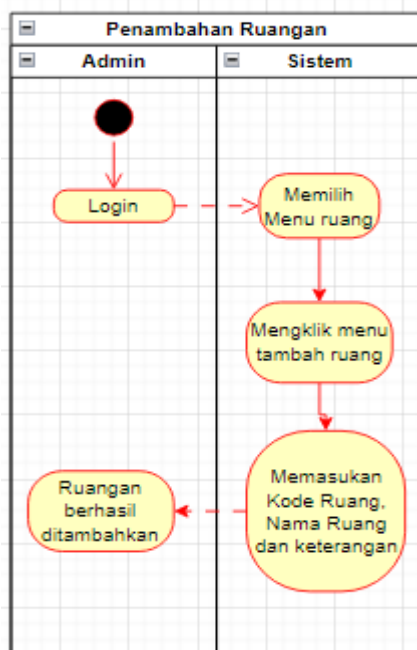 Penambahan Ruangan
Admin
Sistem
Login
Memilih
Menu ruang
Mengklik menu
tambah ruang
Memasukan
Kode Ruang,
Nama Ruang
dan keterangan
Ruangan
berhasil
ditambahkan